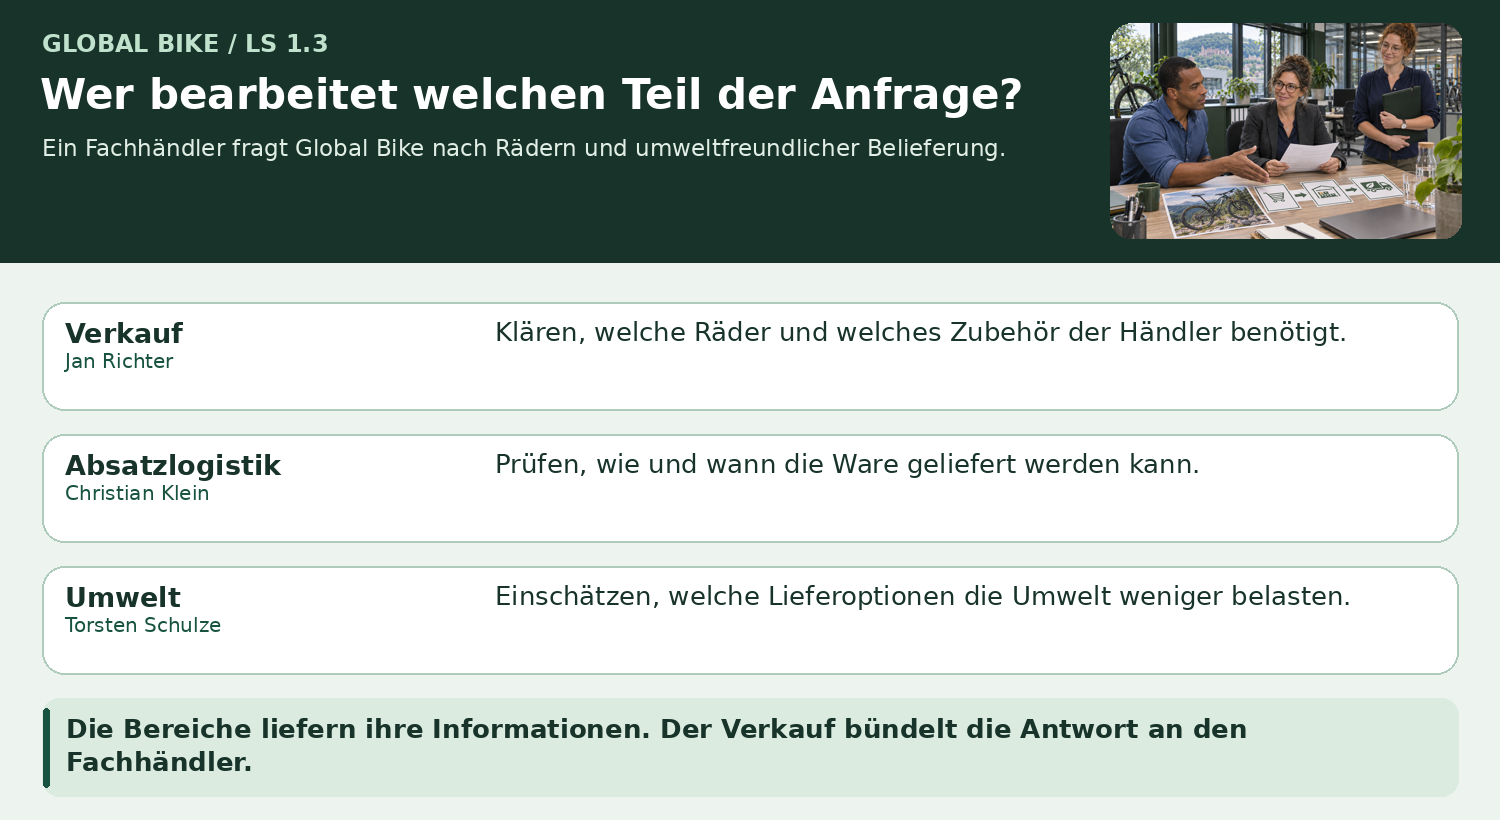 GLOBAL BIKE / LS 1.3
Wer bearbeitet welchen Teil der Anfrage?
Ein Fachhändler fragt Global Bike nach Rädern und umweltfreundlicher Belieferung.
Verkauf
Jan Richter
Klären, welche Räder und welches Zubehör der Händler benötigt.
Absatzlogistik
Christian Klein
Prüfen, wie und wann die Ware geliefert werden kann.
Umwelt
Torsten Schulze
Einschätzen, welche Lieferoptionen die Umwelt weniger belasten.
Die Bereiche liefern ihre Informationen. Der Verkauf bündelt die Antwort an den
Fachhändler.